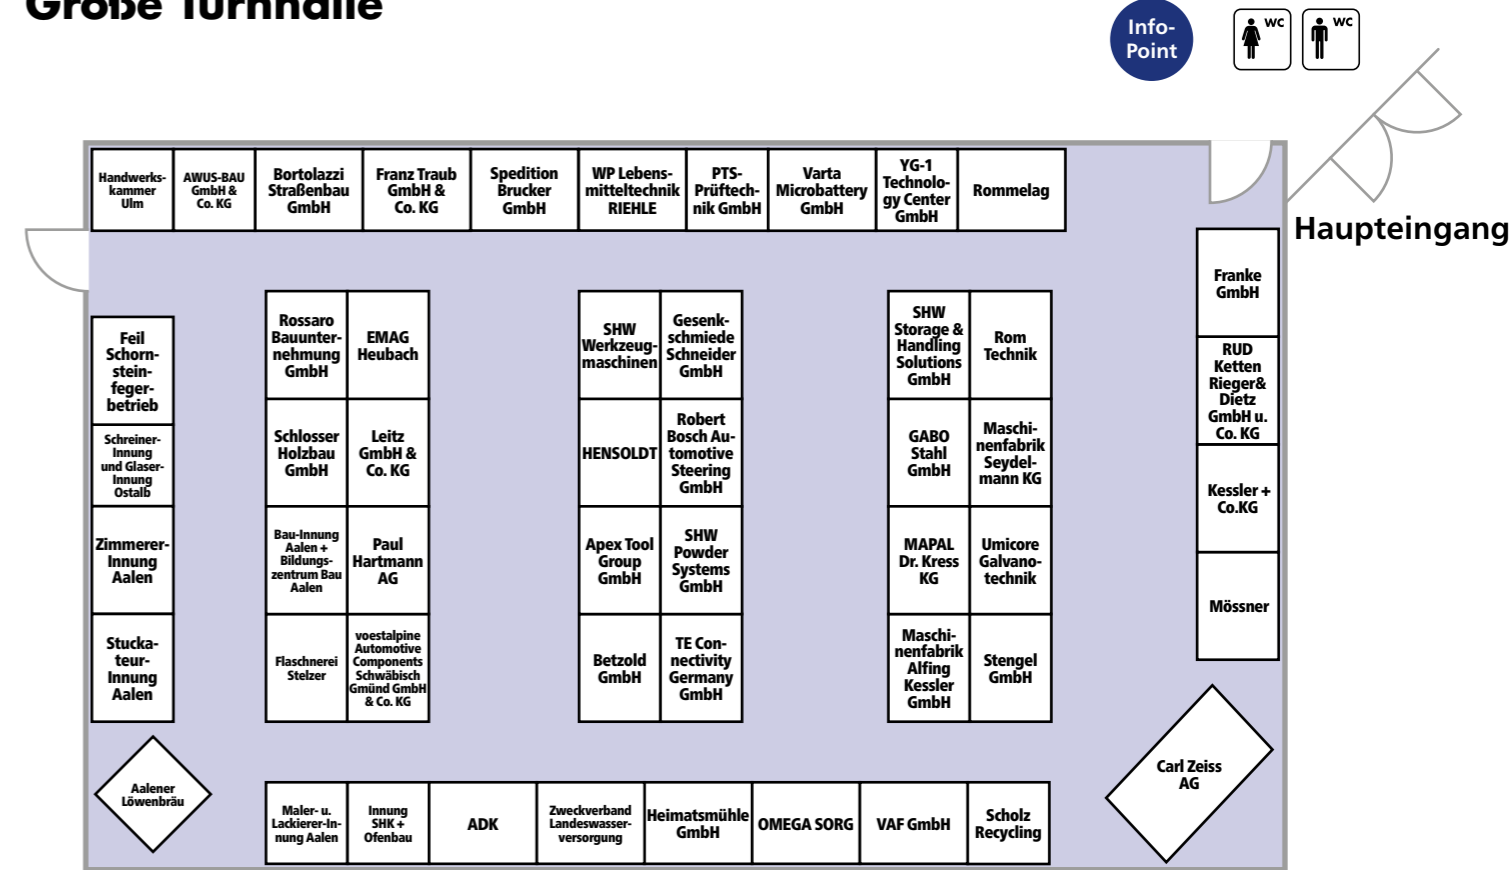 Große Turnhalle
Info-
Point
WC
WC
Haupteingang
Handwerks-
kammer
Ulm
AWUS-BAU
GmbH &
Co. KG
Bortolazzi
Straßenbau
GmbH
Franz Traub
GmbH &
Co. KG
Spedition
Brucker
GmbH
WP Lebens-
mitteltechnik
RIEHLE
PTS-
Prüftech-
nik GmbH
Varta
Microbattery
GmbH
YG-1
Technolo-
gy Center
GmbH
Rommelag
Franke
GmbH
RUD
Ketten
Rieger&
Dietz
GmbH u.
Co. KG
Kessler +
Co.KG
Mössner
Feil
Schorn-
stein-
feger-
betrieb
Schreiner-
Innung
und Glaser-
Innung
Ostalb
Zimmerer-
Innung
Aalen
Stucka-
teur-
Innung
Aalen
Rossaro
Bauunter-
nehmung
GmbH
EMAG
Heubach
Schlosser
Holzbau
GmbH
Leitz
GmbH &
Co. KG
Bau-Innung
Aalen +
Bildungs-
zentrum Bau
Aalen
Paul
Hartmann
AG
Flaschnerei
Stelzer
voestalpine
Automotive
Components
Schwäbisch
Gmünd GmbH
& Co. KG
SHW
Werkzeug-
maschinen
Gesenk-
schmiede
Schneider
GmbH
HENSOLDT
Robert
Bosch Au-
tomotive
Steering
GmbH
Apex Tool
Group
GmbH
SHW
Powder
Systems
GmbH
Betzold
GmbH
TE Con-
nectivity
Germany
GmbH
SHW
Storage &
Handling
Solutions
GmbH
Rom
Technik
GABO
Stahl
GmbH
Maschi-
nenfabrik
Seydel-
mann KG
MAPAL
Dr. Kress
KG
Umicore
Galvano-
technik
Maschi-
nenfabrik
Alfing
Kessler
GmbH
Stengel
GmbH
Aalener
Löwenbräu
Maler- u.
Lackierer-In-
nung Aalen
Innung
SHK +
Ofenbau
ADK
Zweckverband
Landeswasser-
versorgung
Heimatsmühle
GmbH
OMEGA SORG
VAF GmbH
Scholz
Recycling
Carl Zeiss
AG